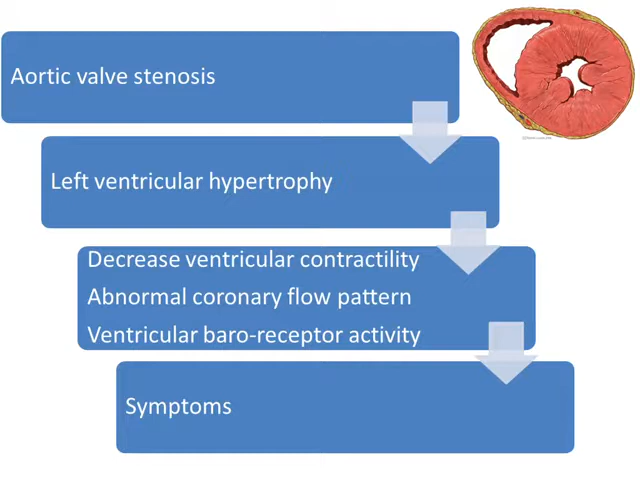 Aortic valve stenosis
Left ventricular hypertrophy
Decrease ventricular contractility
Abnormal coronary flow pattern
Ventricular baro-receptor activity
Symptoms